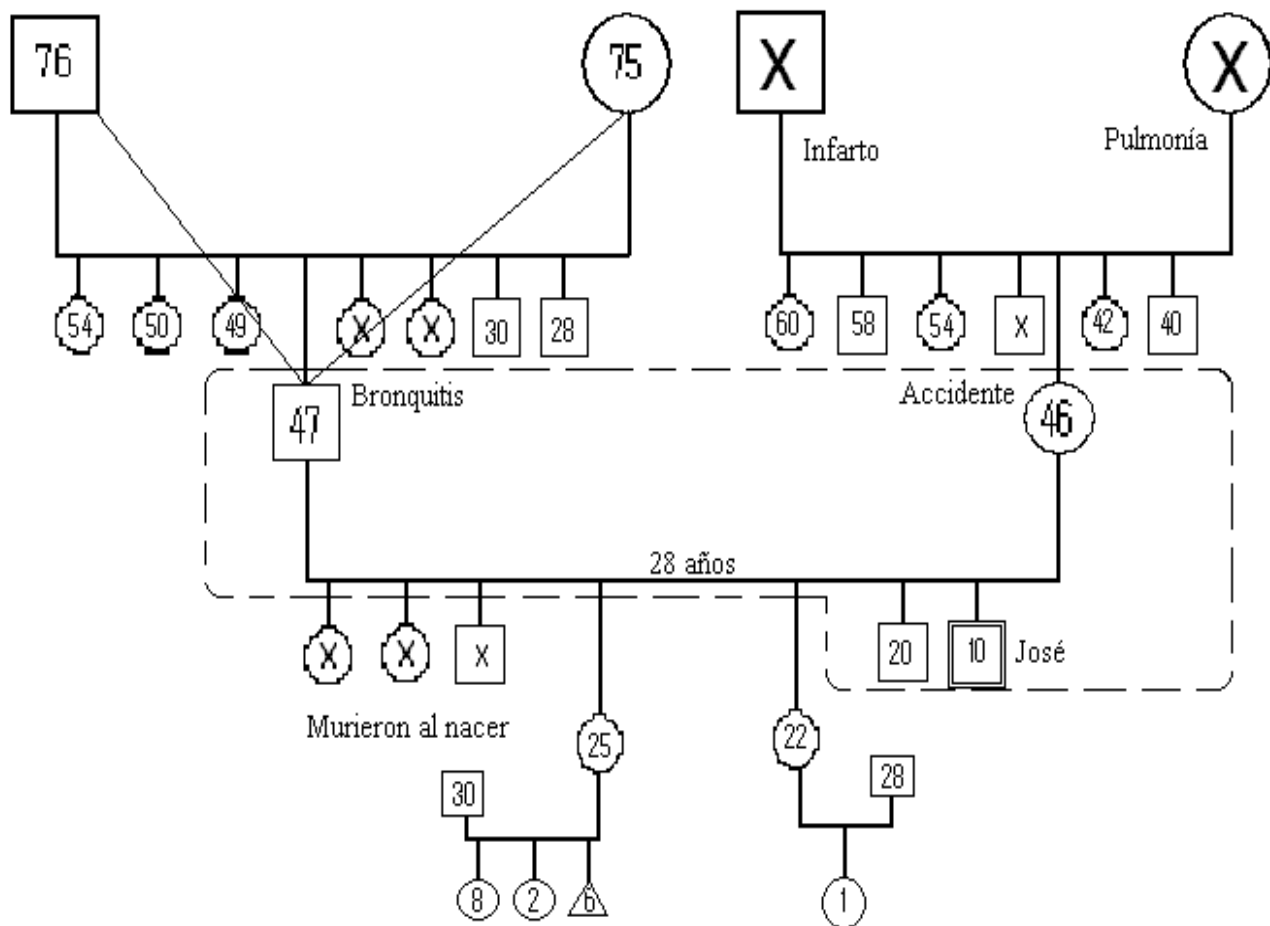 76 75 X X
Infarto Pulmonía
54 50 49 X X 30 28 60 58 54 X 42 40
Bronquitis Accidente
47 46
28 años
X X X 20 10 José
Murieron al nacer
25 22
30 28
8 2 6 1